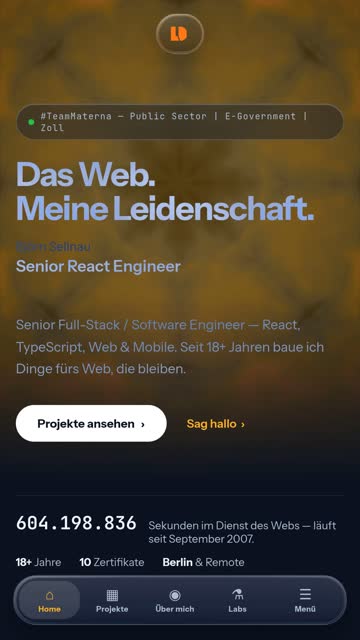 #TeamMaterna — Public Sector | E-Government |
Zoll
Das Web.
Meine Leidenschaft.
Sellnau
Senior React Engineer
Senior Full-Stack / Software Engineer — React,
TypeScript, Web & Mobile. Seit 18+ Jahren baue ich
Dinge fürs Web, die bleiben.
Projekte ansehen ›
Sag hallo ›
604.198.836
Sekunden im Dienst des Webs — läuft
seit September 2007.
18+ Jahre
10 Zertifikate
Berlin & Remote
Home
Projekte
Über mich
Labs
Menü